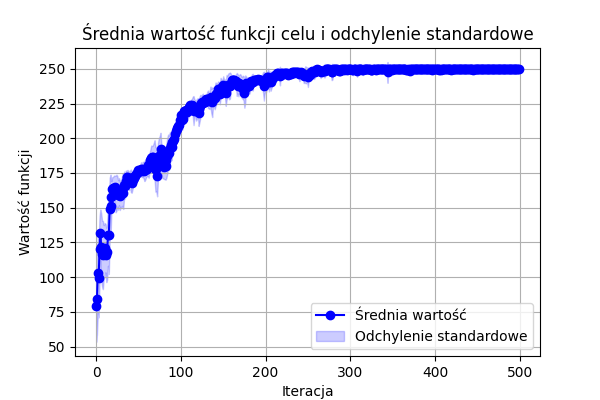 Średnia wartość funkcji celu i odchylenie standardowe
Wartość funkcji
250
225
200
175
150
125
100
75
50
Średnia wartość
Odchylenie standardowe
0 100 200 300 400 500
Iteracja